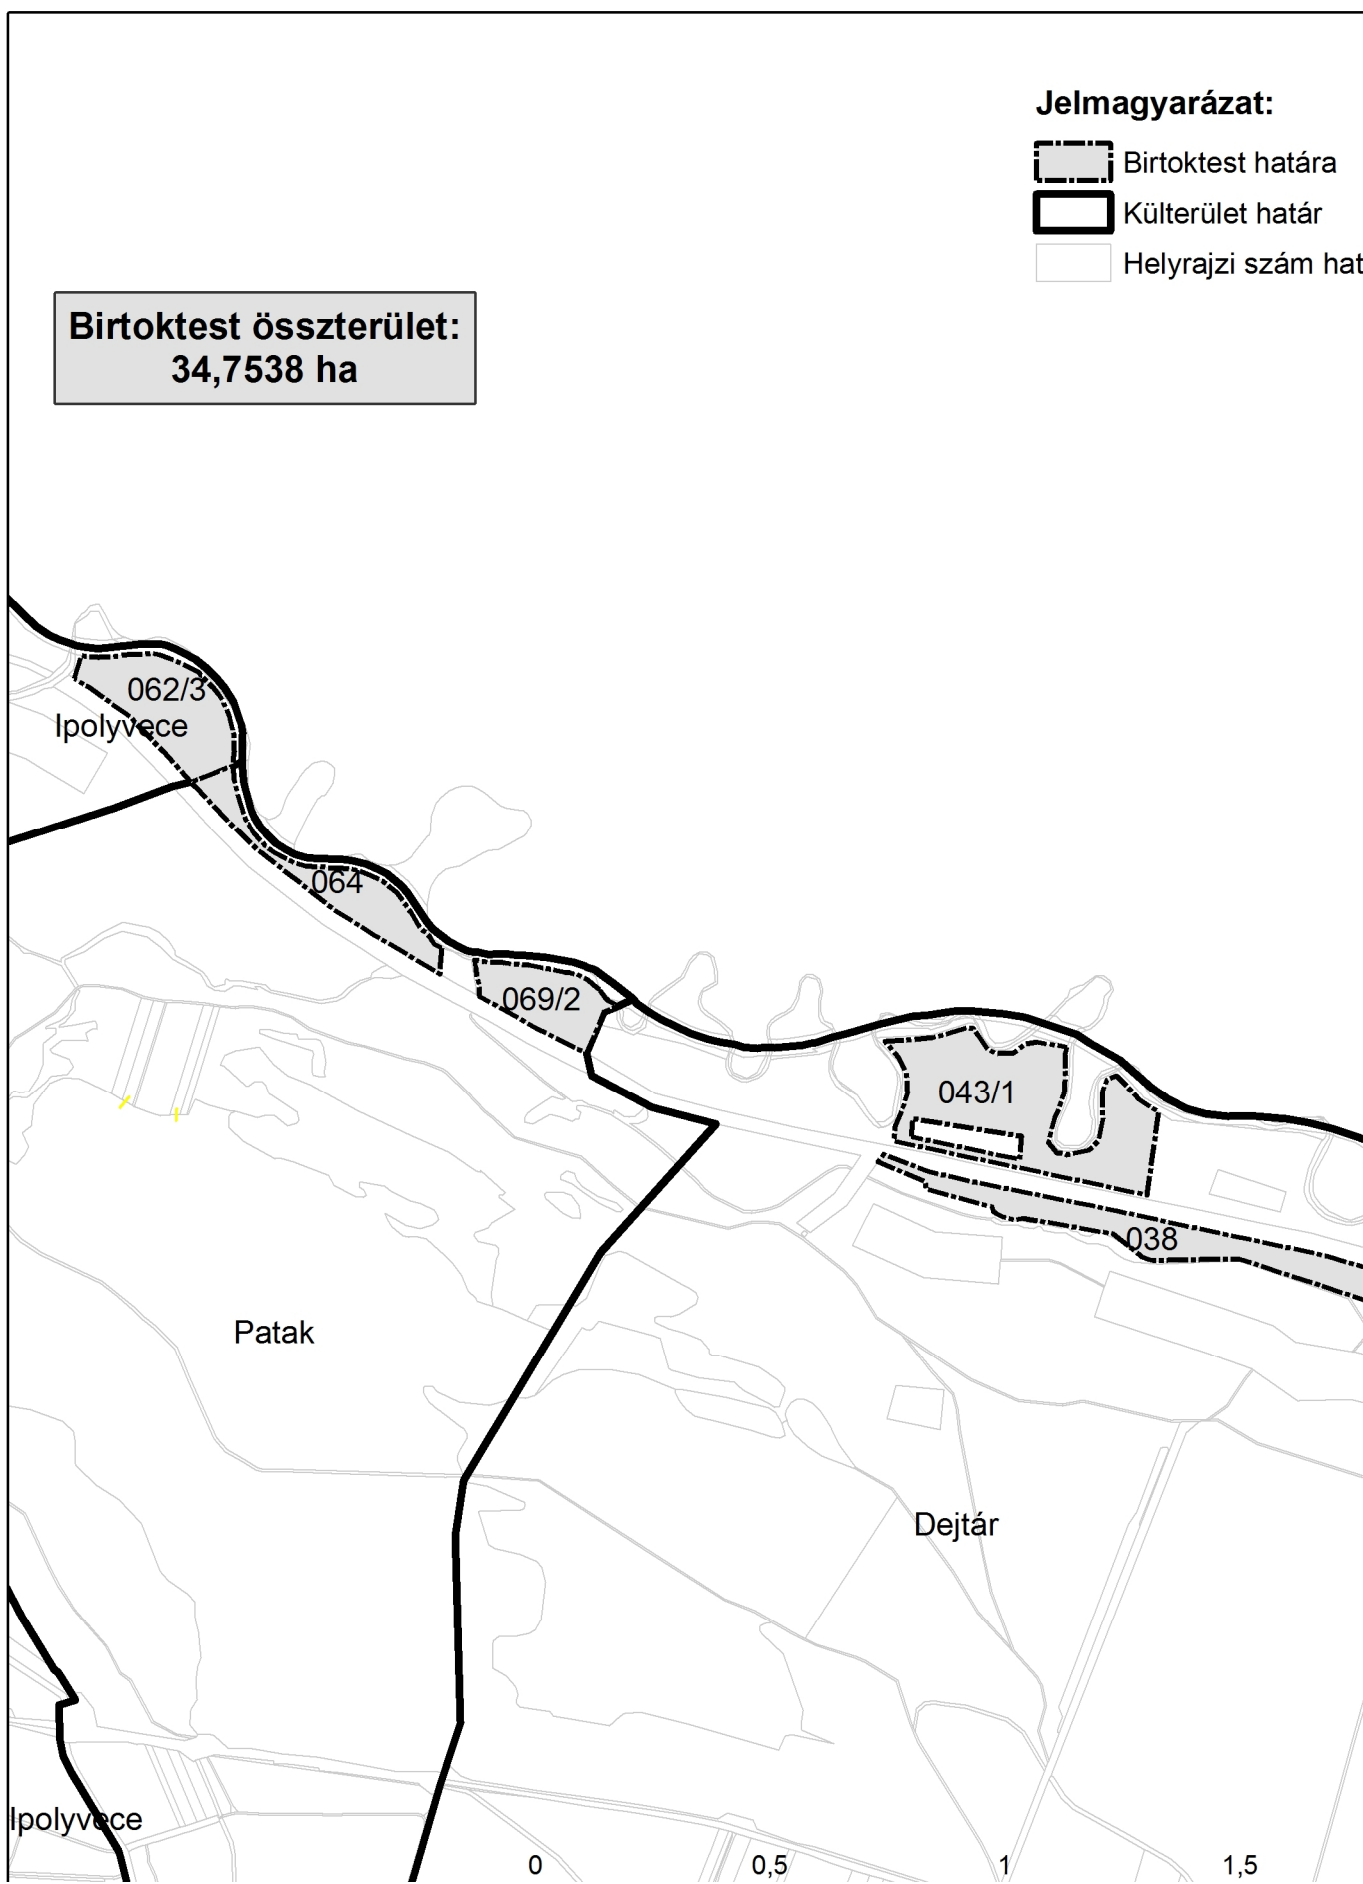 Jelmagyarázat:
Birtoktest határa
Külterület határ
Helyrajzi szám hat
Birtoktest összterület:
34,7538 ha
062/3
Ipolyvece
064
069/2
043/1
038
Patak
Dejtár
Ipolyvece
0 0,5 1 1,5